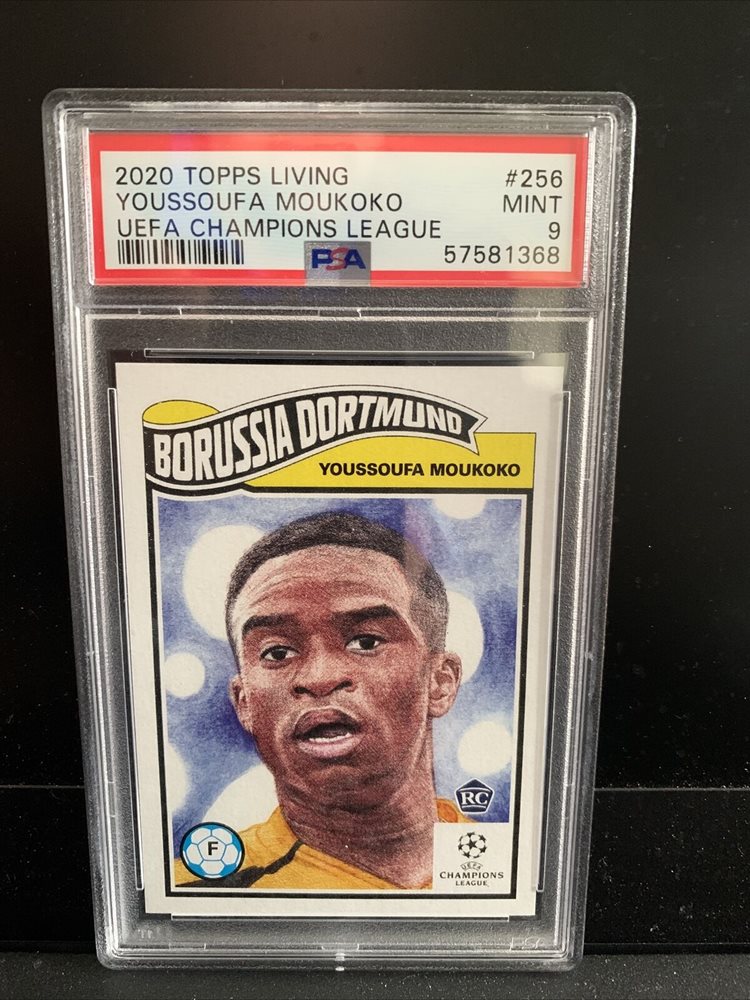 2020 TOPPS LIVING #256
YOUSSOUFA MOUKOKO MINT
UEFA CHAMPIONS LEAGUE 9
PSA 57581368
BORUSSIA DORTMUND
YOUSSOUFA MOUKOKO
RC
F
UEFA
CHAMPIONS
LEAGUE